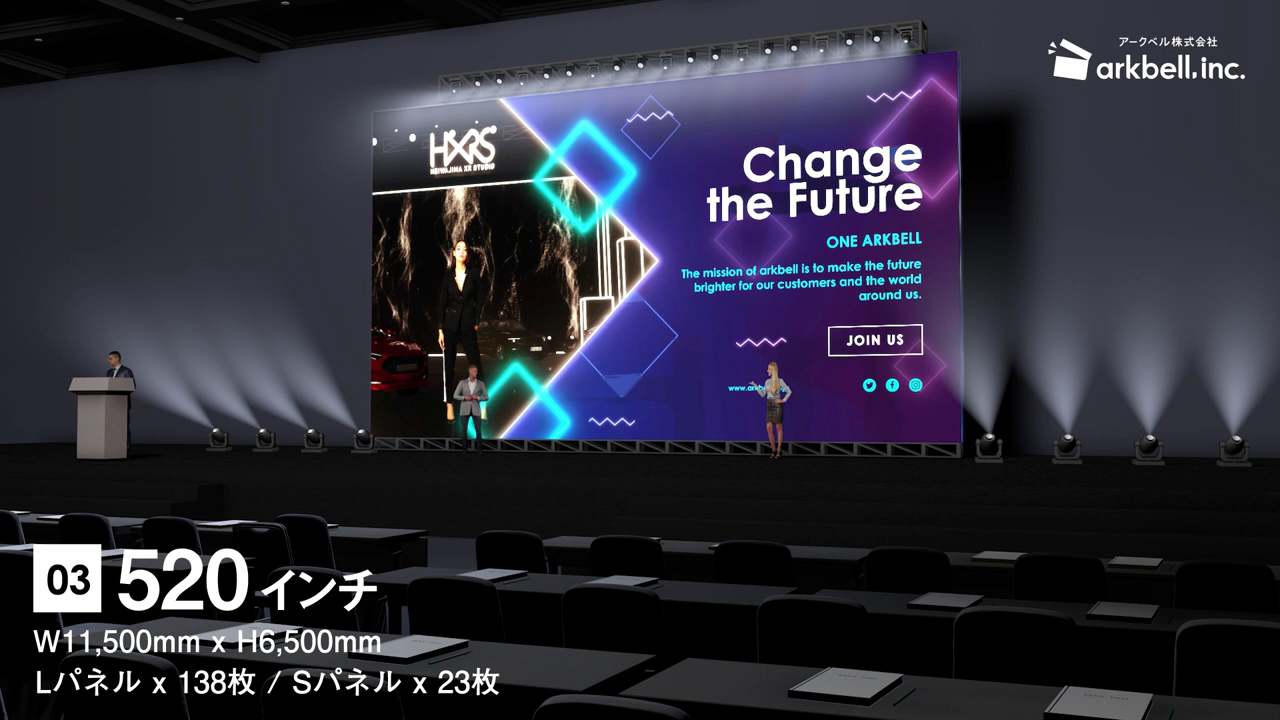 アークベル株式会社
arkbell.inc.
HXRS
HEIWAJIMA XR STUDIO
Change
the Future
ONE ARKBELL
The mission of arkbell is to make the future
brighter for our customers and the world
around us.
JOIN US
03 520インチ
W11,500mm x H6,500mm
Lパネル x 138枚 / Sパネル x 23枚